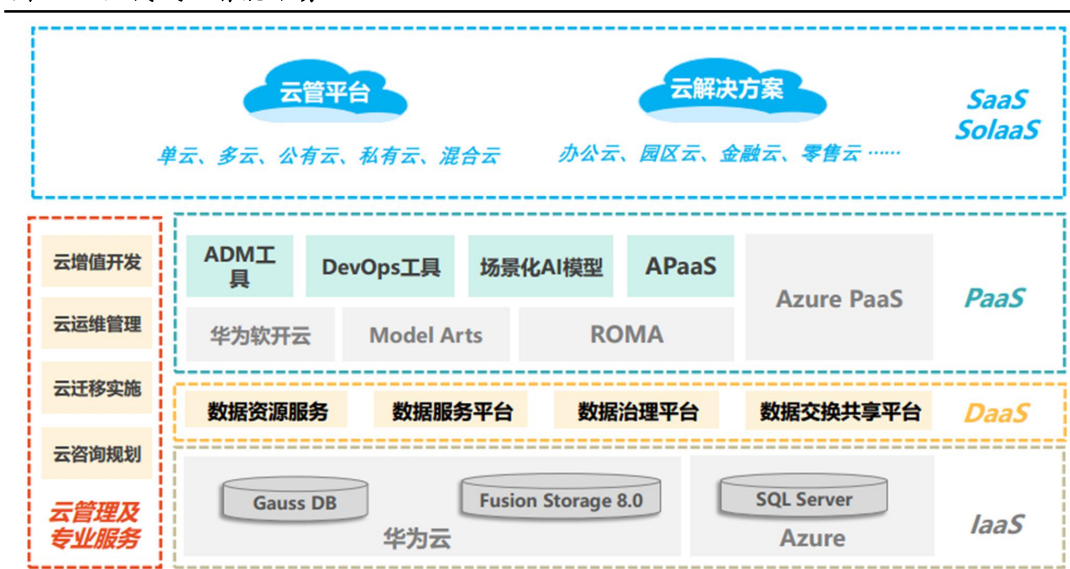 云管平台
云解决方案
SaaS
SolaaS
单云、多云、公有云、私有云、混合云
办公云、园区云、金融云、零售云 ……
云增值开发
云运维管理
云迁移实施
云咨询规划
云管理及
专业服务
ADM工
具
DevOps工具
场景化AI模型
APaaS
Azure PaaS
PaaS
华为软开云
Model Arts
ROMA
数据资源服务
数据服务平台
数据治理平台
数据交换共享平台
DaaS
Gauss DB
Fusion Storage 8.0
SQL Server
华为云
Azure
IaaS